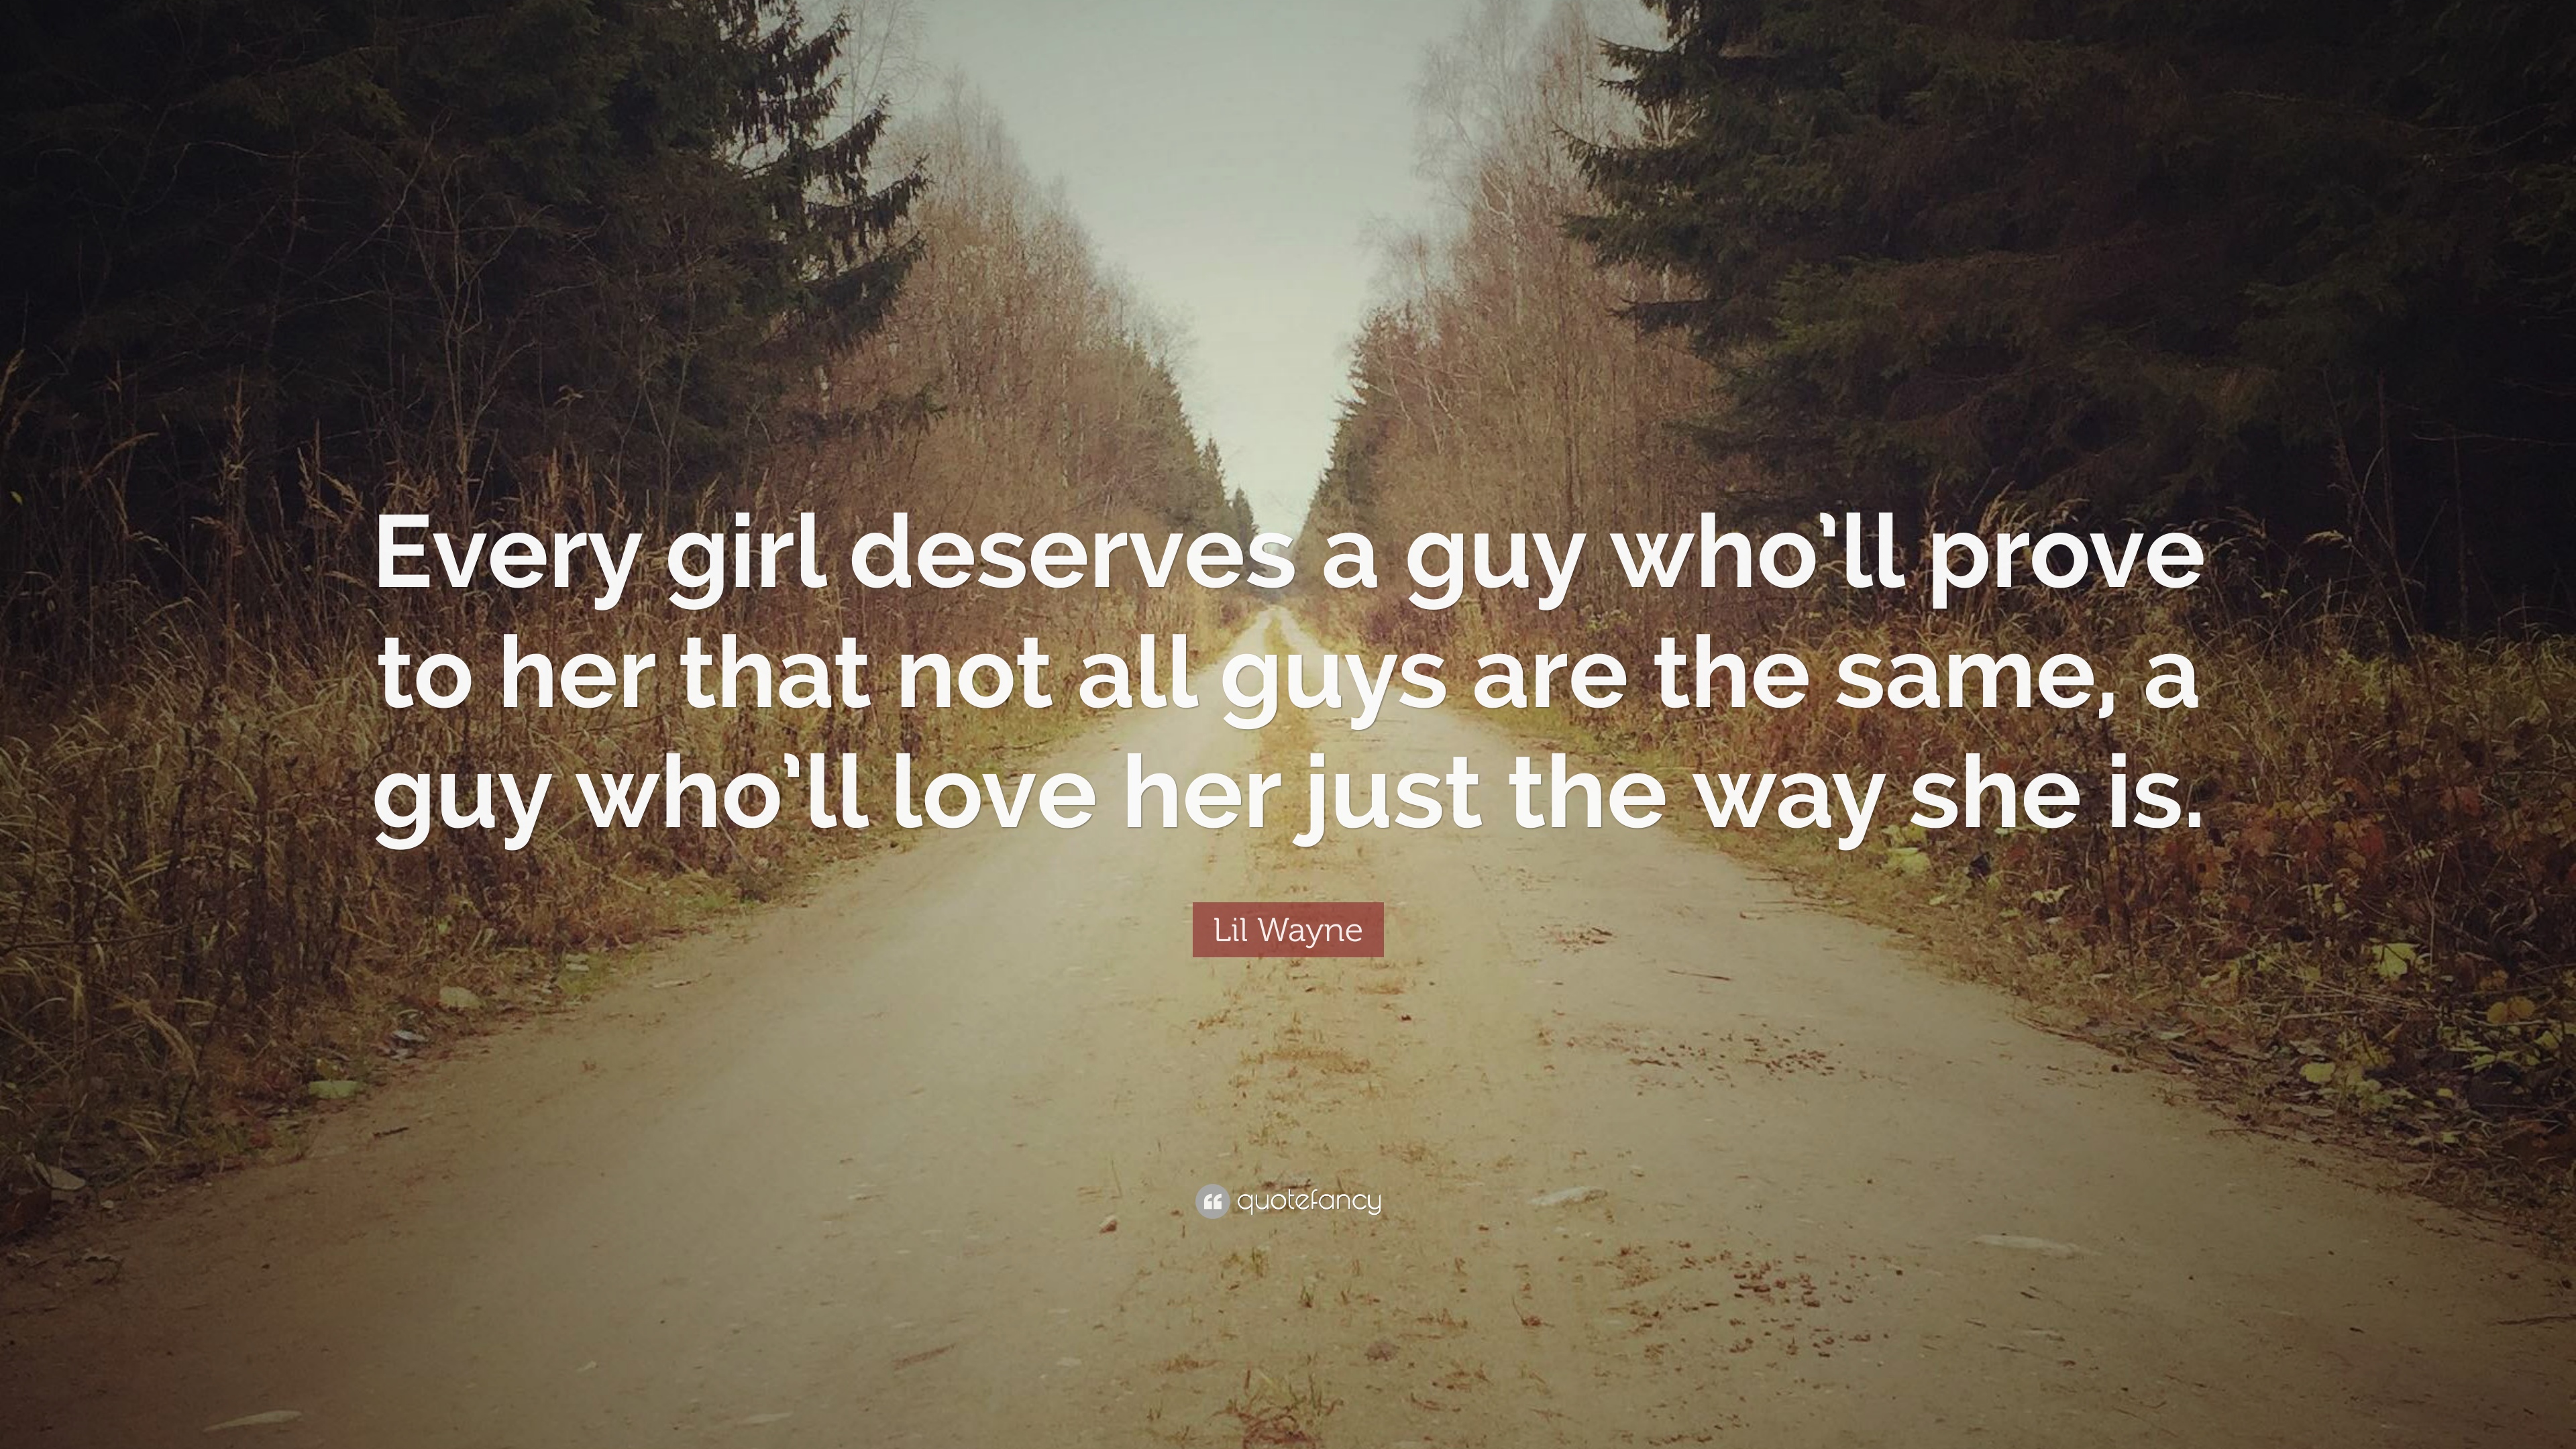 Every girl deserves a guy who’ll prove
to her that not all guys are the same, a
guy who’ll love her just the way she is.
Lil Wayne
quotefancy